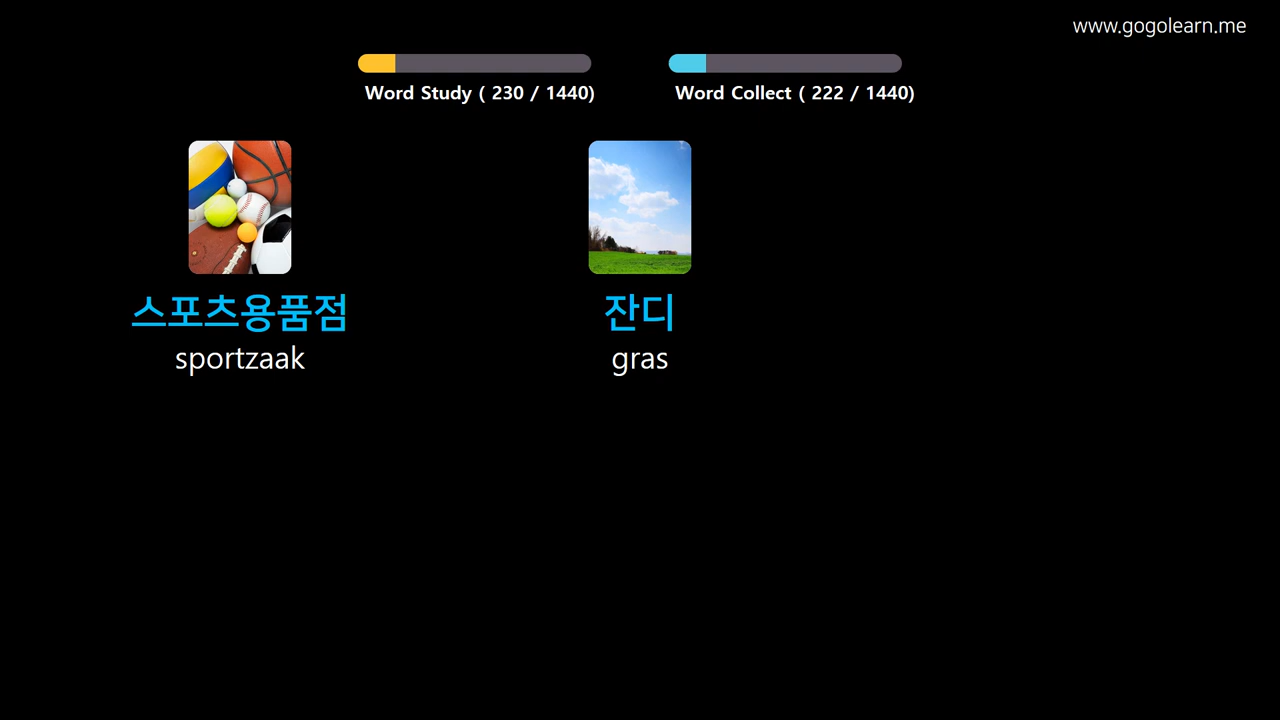 www.gogolearn.me
Word Study ( 230 / 1440)
Word Collect ( 222 / 1440)
스포츠용품점
sportzaak
잔디
gras